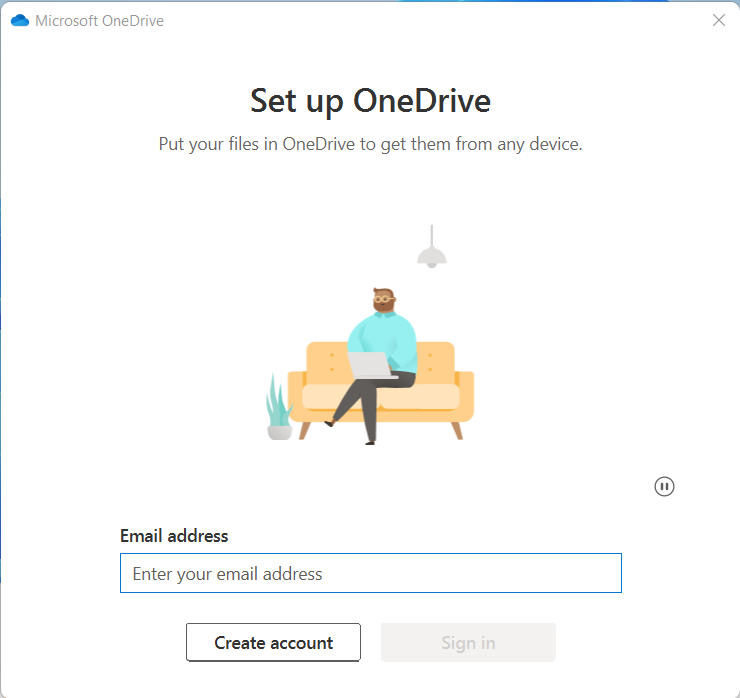 Microsoft OneDrive
Set up OneDrive
Put your files in OneDrive to get them from any device.
Email address
Enter your email address
Create account
Sign in